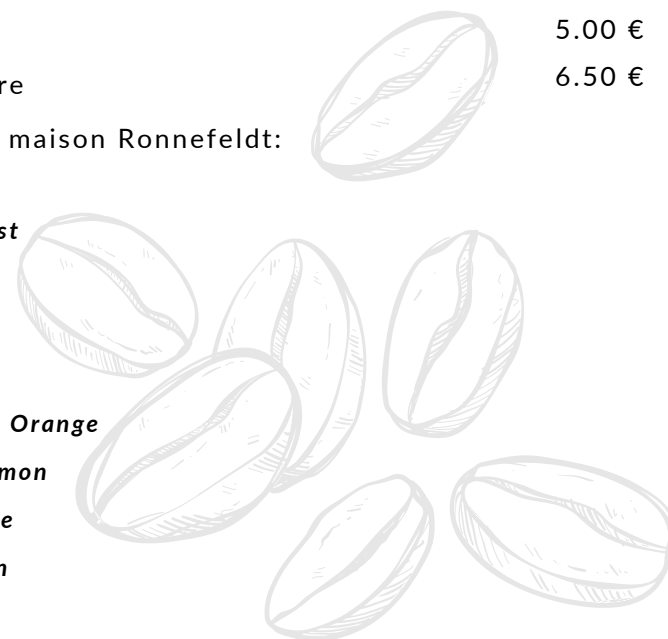 5.00 €
re 6.50 €
maison Ronnefeldt:
st
Orange
mon
e
n